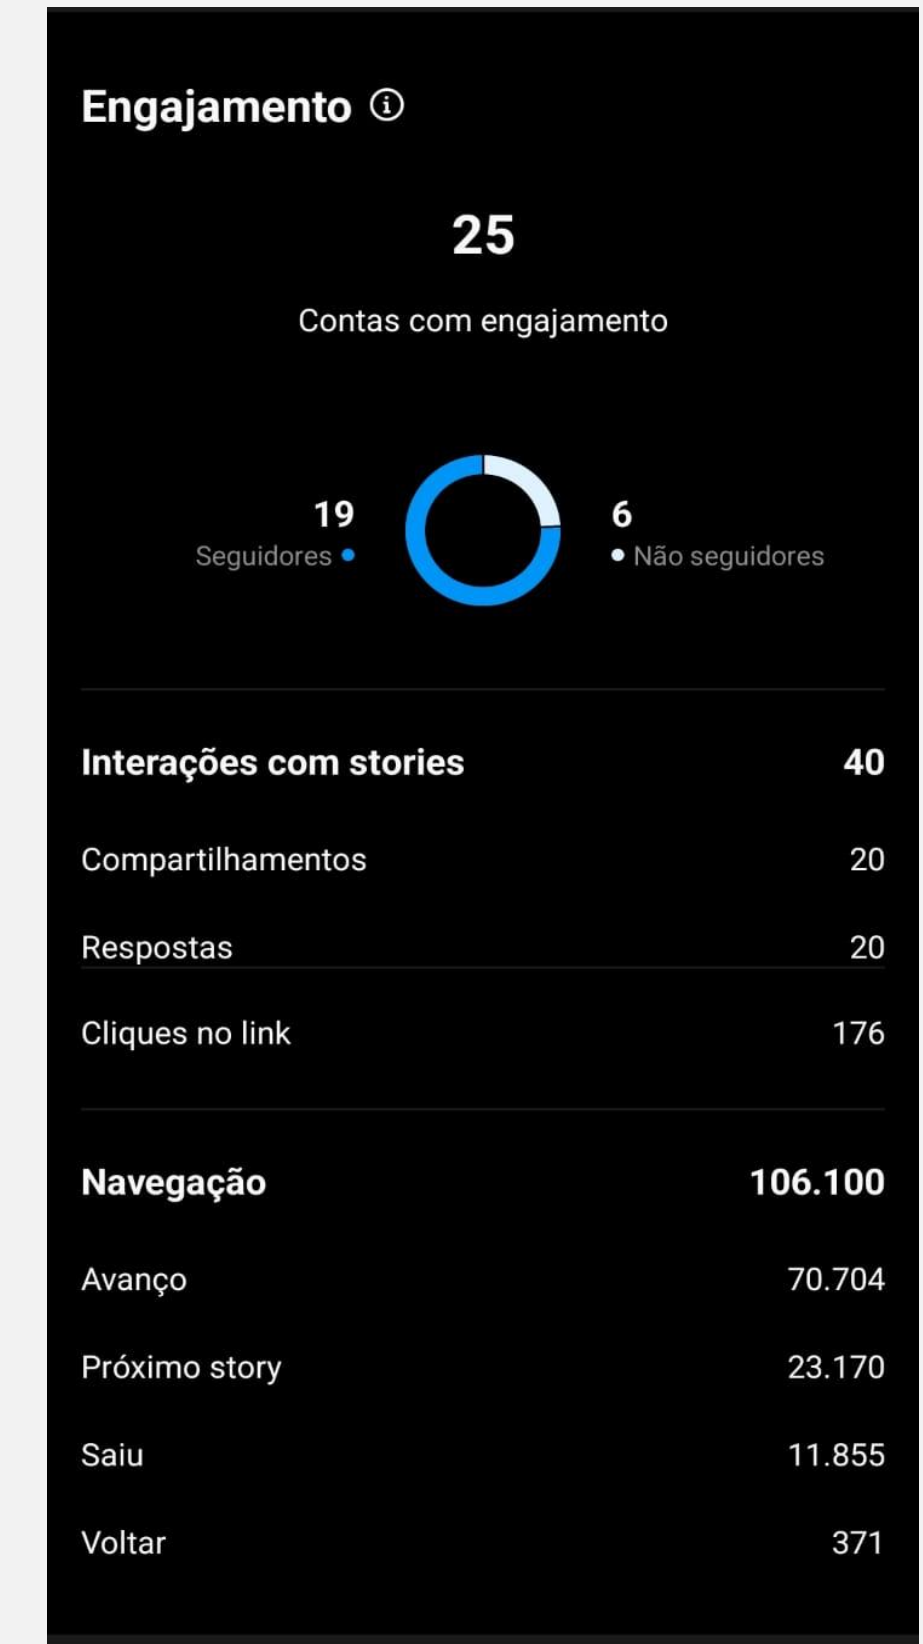 Engajamento
25
Contas com engajamento
19
Seguidores
6
Não seguidores
Interações com stories 40
Compartilhamentos 20
Respostas 20
Cliques no link 176
Navegação 106.100
Avanço 70.704
Próximo story 23.170
Saiu 11.855
Voltar 371